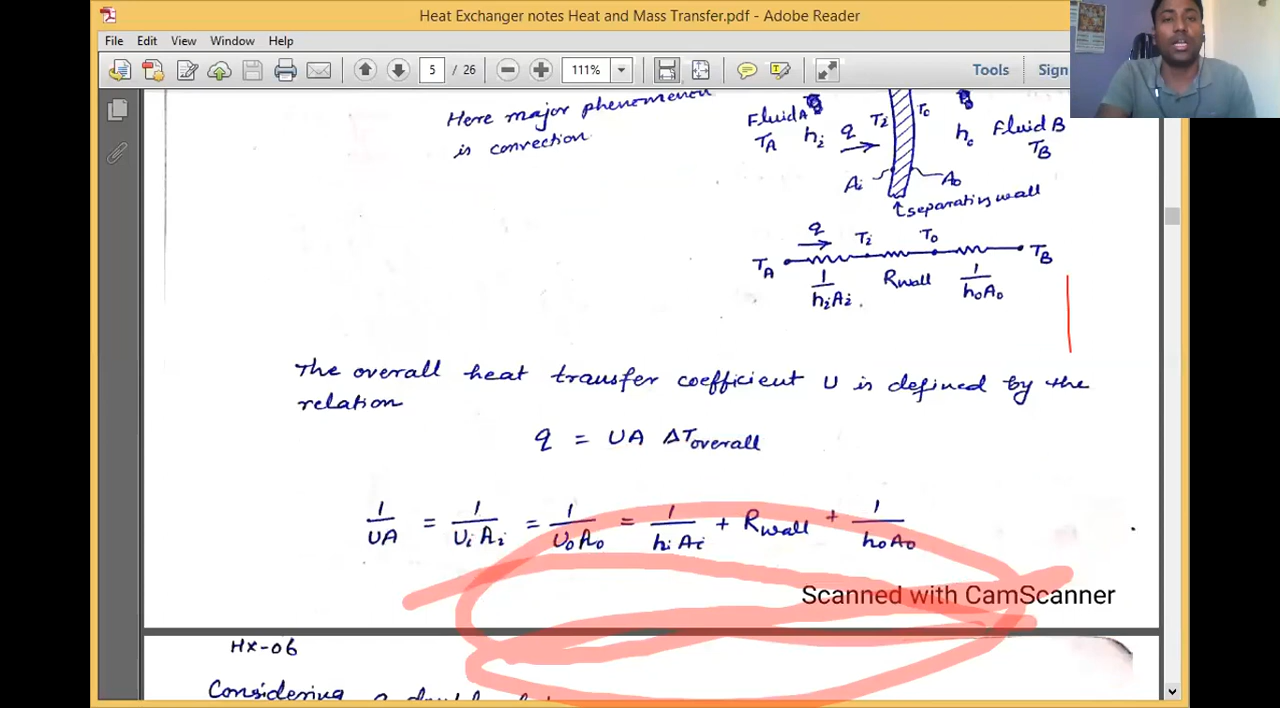 Heat Exchanger notes Heat and Mass Transfer.pdf - Adobe Reader
File Edit View Window Help
5 / 26 111% Tools Sign
Here major phenomenon
is convection
Fluid A
TA hi q Ti To ho Fluid B
TB
Ai Ao
separating wall
q
TA Ti To TB
1/hiAi Rwall 1/hoAo
The overall heat transfer coefficient U is defined by the
relation
q = UA ΔToverall
1/UA = 1/UiAi = 1/UoAo = 1/hiAi + Rwall + 1/hoAo
Scanned with CamScanner
HX-06
Considering a double